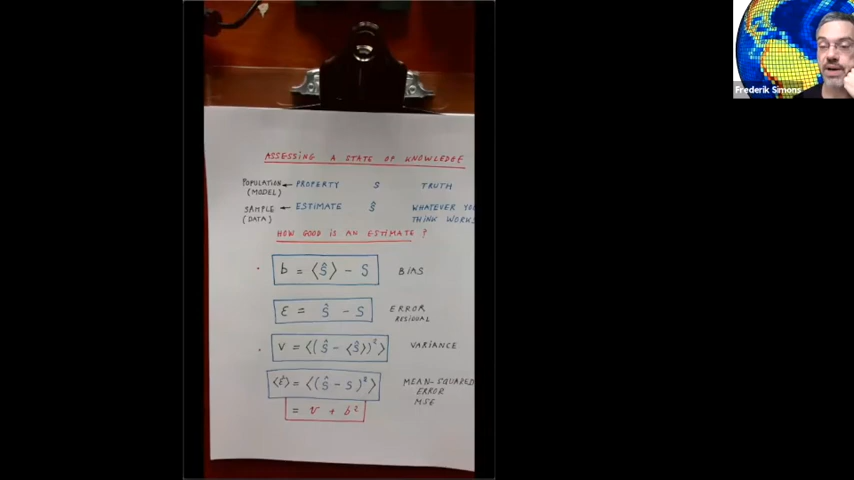 ASSESSING A STATE OF KNOWLEDGE
POPULATION (MODEL) ← PROPERTY S TRUTH
SAMPLE (DATA) ← ESTIMATE ŝ WHATEVER YOU THINK WORKS
HOW GOOD IS AN ESTIMATE ?
b = ⟨ŝ⟩ - s BIAS
ε = ŝ - s ERROR RESIDUAL
v = ⟨(ŝ - ⟨ŝ⟩)²⟩ VARIANCE
⟨ε²⟩ = ⟨(ŝ - s)²⟩ MEAN-SQUARED ERROR MSE
= v + b²
Frederik Simons